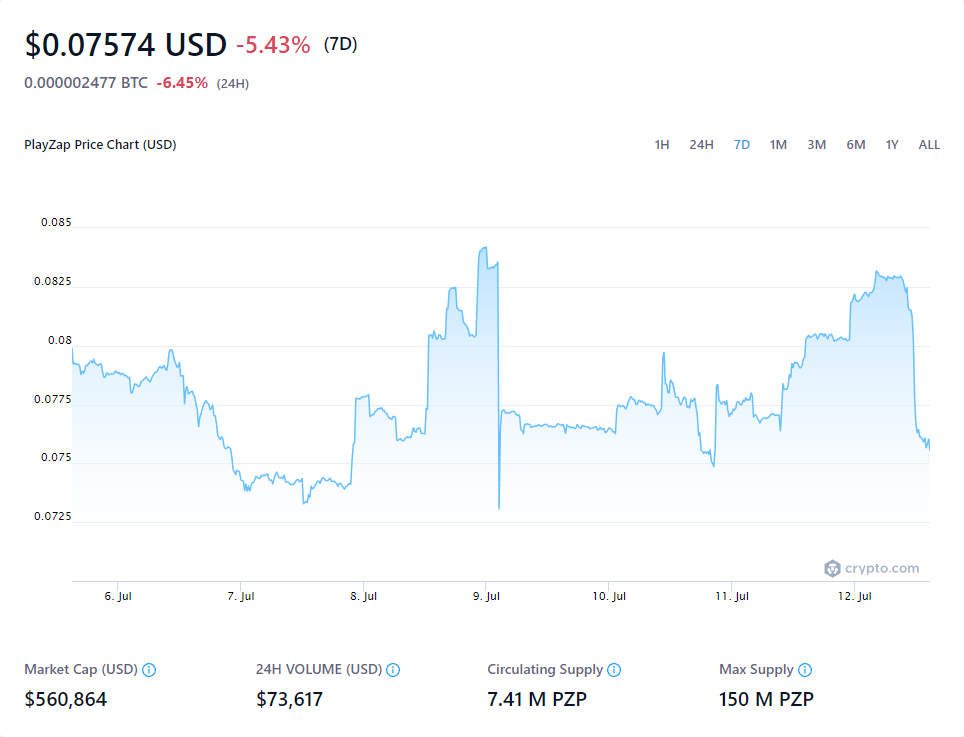 $0.07574 USD -5.43% (7D)
0.000002477 BTC -6.45% (24H)
PlayZap Price Chart (USD) 1H 24H 7D 1M 3M 6M 1Y ALL
0.085
0.0825
0.08
0.0775
0.075
0.0725
crypto.com
6. Jul 7. Jul 8. Jul 9. Jul 10. Jul 11. Jul 12. Jul
Market Cap (USD) 24H VOLUME (USD) Circulating Supply Max Supply
$560,864 $73,617 7.41 M PZP 150 M PZP